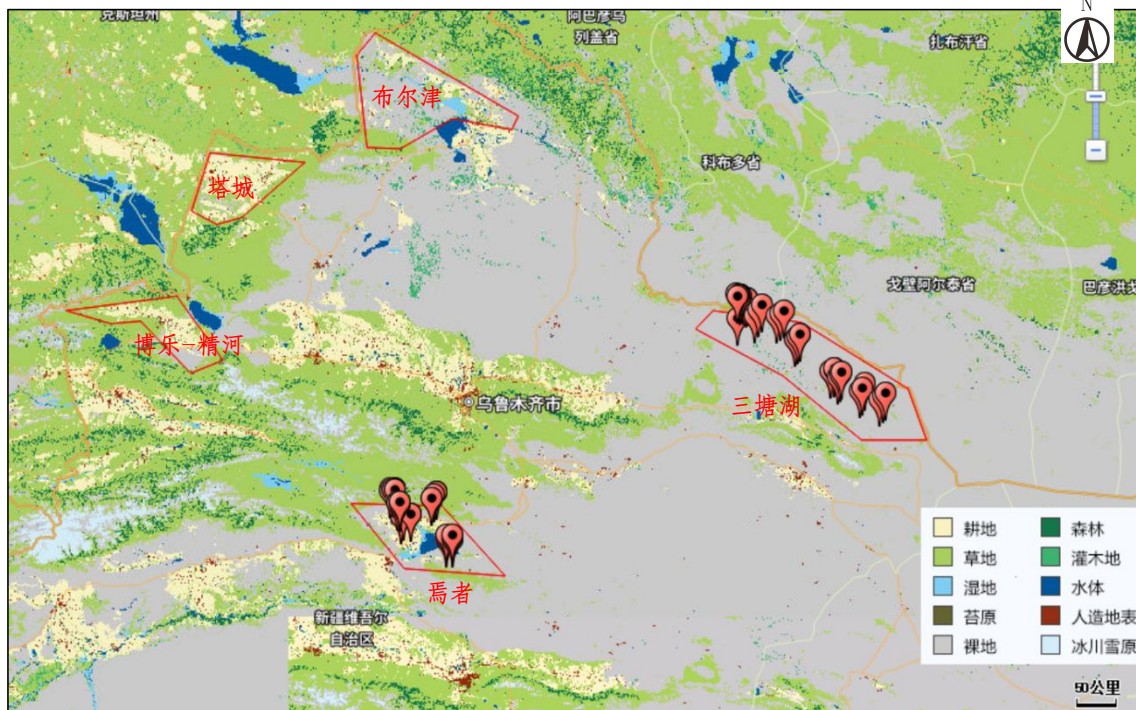 N
克斯坦州
阿巴彦乌
列盖省
扎布汗省
布尔津
科布多省
塔城
戈壁阿尔泰省
巴彦洪戈
博乐-精河
乌鲁木齐市
三塘湖
焉者
新疆维吾尔
自治区
耕地
森林
草地
灌木地
湿地
水体
苔原
人造地表
裸地
冰川雪原
50公里